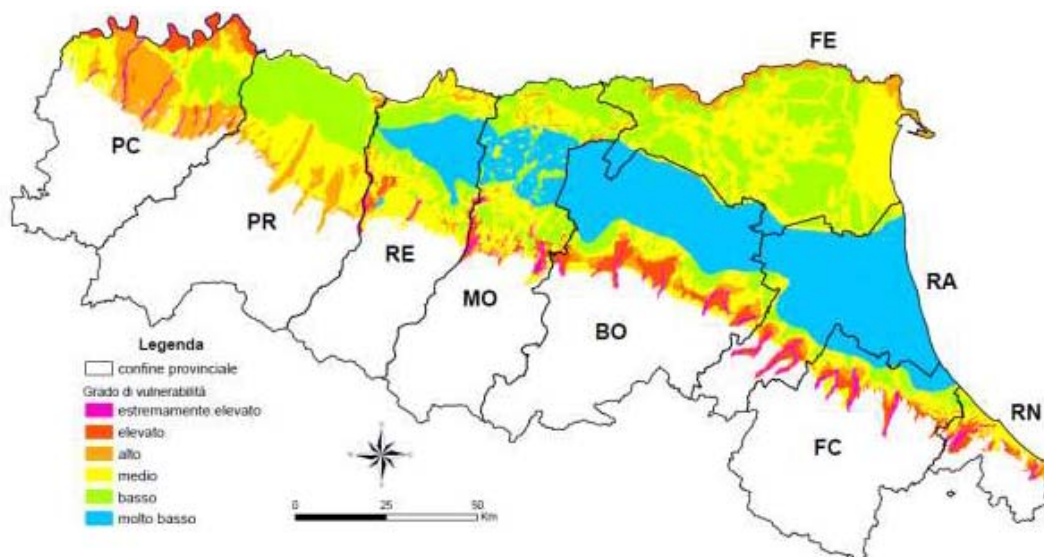 FE
PC
PR
RE
MO
BO
RA
FC
RN
Legenda
confine provinciale
Grado di vulnerabilità
estremamente elevato
elevato
alto
medio
basso
molto basso
0 25 50
Km